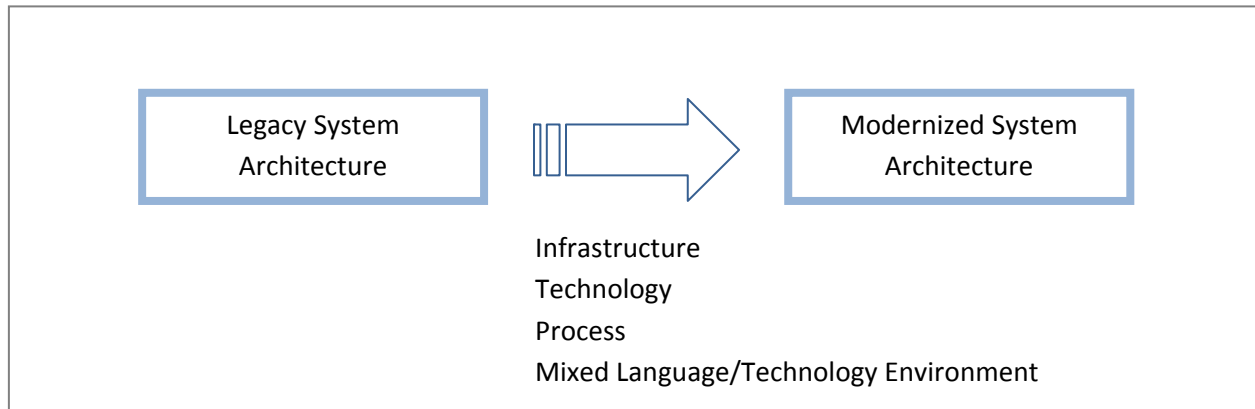 Legacy System
Architecture
Modernized System
Architecture
Infrastructure
Technology
Process
Mixed Language/Technology Environment